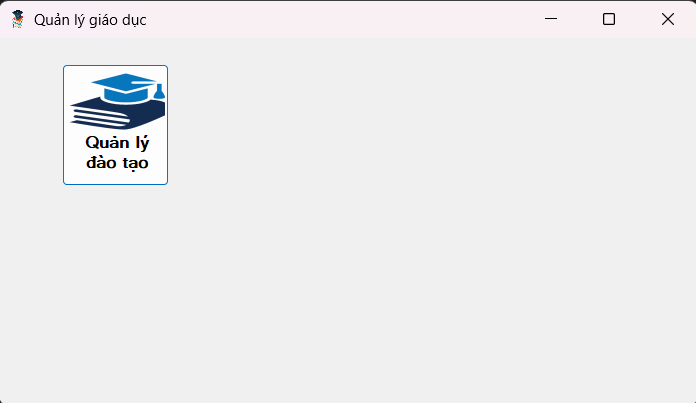 Quản lý giáo dục
Quản lý
đào tạo